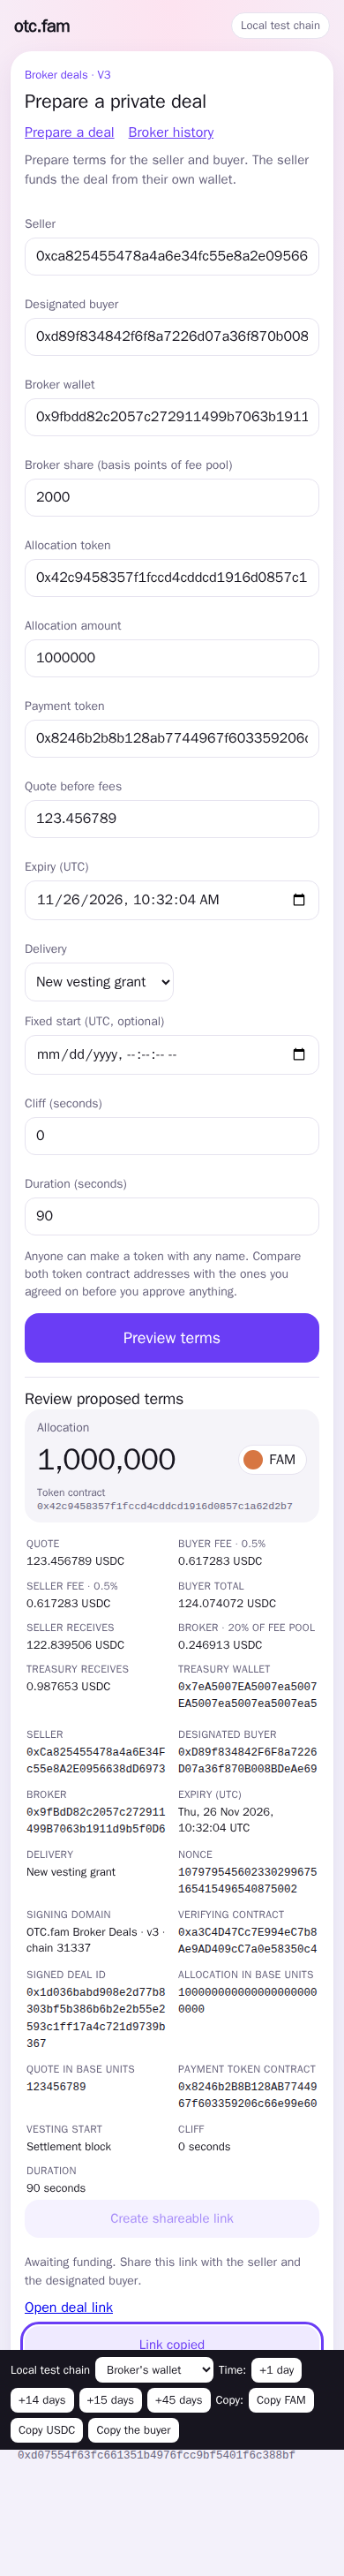 otc.fam
Local test chain
Broker deals · V3
Prepare a private deal
Prepare a deal Broker history
Prepare terms for the seller and buyer. The seller
funds the deal from their own wallet.
Seller
0xca825455478a4a6e34fc55e8a2e09566
Designated buyer
0xd89f834842f6f8a7226d07a36f870b008
Broker wallet
0x9fbdd82c2057c272911499b7063b1911
Broker share (basis points of fee pool)
2000
Allocation token
0x42c9458357f1fccd4cddcd1916d0857c1
Allocation amount
1000000
Payment token
0x8246b2b8b128ab7744967f603359206c
Quote before fees
123.456789
Expiry (UTC)
11/26/2026, 10:32:04 AM
Delivery
New vesting grant
Fixed start (UTC, optional)
mm/dd/yyyy, --:--:-- --
Cliff (seconds)
0
Duration (seconds)
90
Anyone can make a token with any name. Compare
both token contract addresses with the ones you
agreed on before you approve anything.
Preview terms
Review proposed terms
Allocation
1,000,000
FAM
Token contract
0x42c9458357f1fccd4cddcd1916d0857c1a62d2b7
QUOTE
123.456789 USDC
BUYER FEE · 0.5%
0.617283 USDC
SELLER FEE · 0.5%
0.617283 USDC
BUYER TOTAL
124.074072 USDC
SELLER RECEIVES
122.839506 USDC
BROKER · 20% OF FEE POOL
0.246913 USDC
TREASURY RECEIVES
0.987653 USDC
TREASURY WALLET
0x7eA5007EA5007ea5007
EA5007ea5007ea5007ea5
SELLER
0xCa825455478a4a6E34F
c55e8A2E0956638dD6973
DESIGNATED BUYER
0xD89f834842F6F8a7226
D07a36f870B008BDeAe69
BROKER
0x9fBdD82c2057c272911
499B7063b1911d9b5f0D6
EXPIRY (UTC)
Thu, 26 Nov 2026,
10:32:04 UTC
DELIVERY
New vesting grant
NONCE
107979545602330299675
165415496540875002
SIGNING DOMAIN
OTC.fam Broker Deals · v3 ·
chain 31337
VERIFYING CONTRACT
0xa3C4D47Cc7E994eC7b8
Ae9AD409cC7a0e58350c4
SIGNED DEAL ID
0x1d036babd908e2d77b8
303bf5b386b6b2e2b55e2
593c1ff17a4c721d9739b
367
ALLOCATION IN BASE UNITS
100000000000000000000
0000
QUOTE IN BASE UNITS
123456789
PAYMENT TOKEN CONTRACT
0x8246b2B8B128AB77449
67f603359206c66e99e60
VESTING START
Settlement block
CLIFF
0 seconds
DURATION
90 seconds
Create shareable link
Awaiting funding. Share this link with the seller and
the designated buyer.
Open deal link
Link copied
Local test chain Broker's wallet Time: +1 day
+14 days +15 days +45 days Copy: Copy FAM
Copy USDC Copy the buyer
0xd07554f63fc661351b4976fcc9bf5401f6c388bf